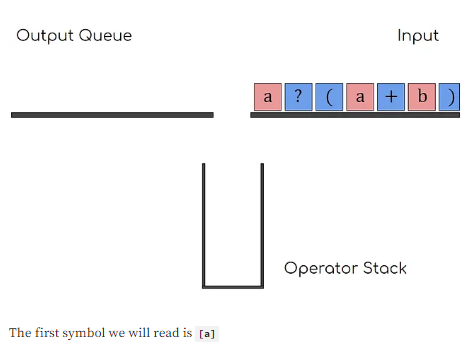 Output Queue Input
a ? ( a + b )
Operator Stack
The first symbol we will read is [a]